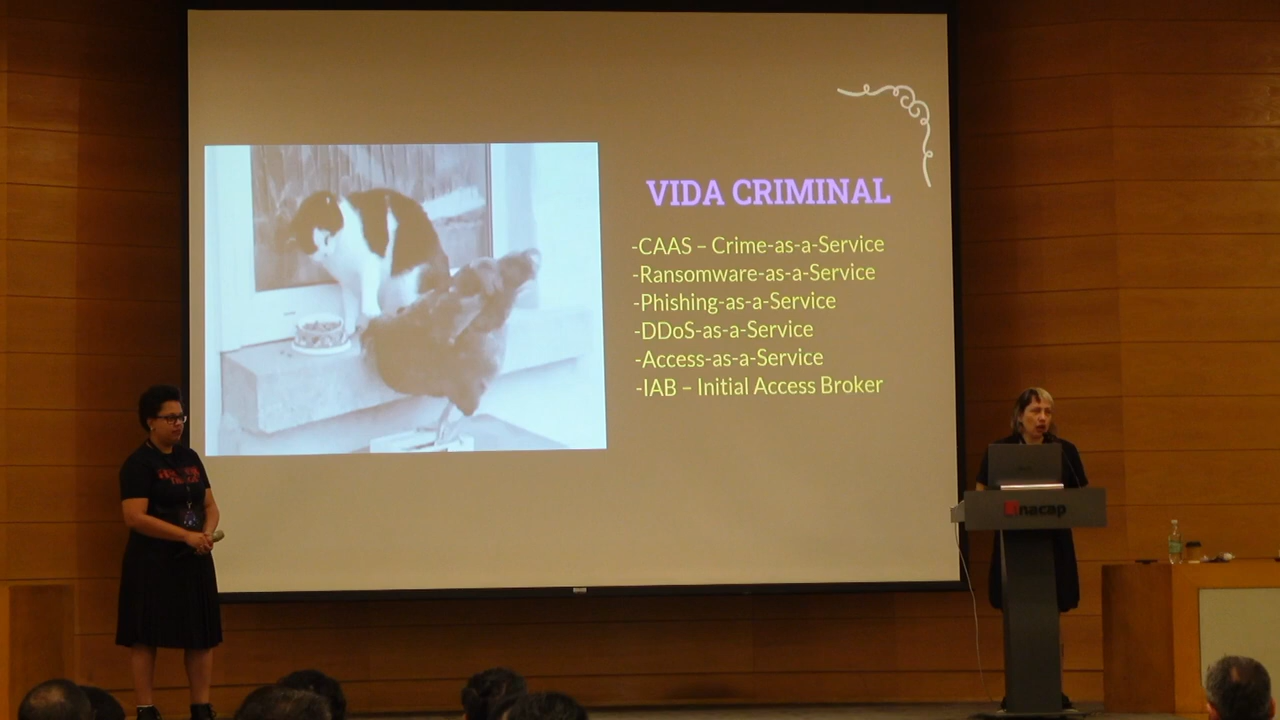 VIDA CRIMINAL
-CAAS – Crime-as-a-Service
-Ransomware-as-a-Service
-Phishing-as-a-Service
-DDoS-as-a-Service
-Access-as-a-Service
-IAB – Initial Access Broker
inacap